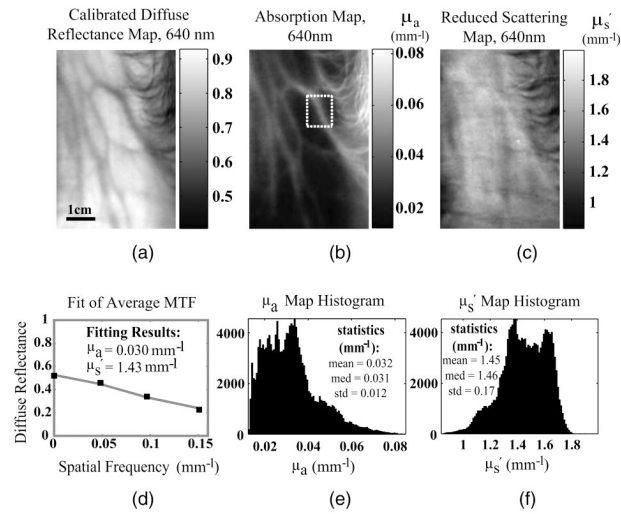 Calibrated Diffuse
Reflectance Map, 640 nm
0.9
0.8
0.7
0.6
0.5
1cm
(a)
Absorption Map,
640nm
μa
(mm-1)
0.08
0.06
0.04
0.02
(b)
Reduced Scattering
Map, 640nm
μs′
(mm-1)
1.8
1.6
1.4
1.2
1
(c)
Fit of Average MTF
Diffuse Reflectance
1
0.8
0.6
0.4
0.2
0
Fitting Results:
μa = 0.030 mm-1
μs′ = 1.43 mm-1
0 0.05 0.10 0.15
Spatial Frequency (mm-1)
(d)
μa Map Histogram
4000
2000
0
statistics
(mm-1):
mean = 0.032
med = 0.031
std = 0.012
0.02 0.04 0.06 0.08
μa (mm-1)
(e)
μs′ Map Histogram
4000
2000
0
statistics
(mm-1):
mean = 1.45
med = 1.46
std = 0.17
1 1.2 1.4 1.6 1.8
μs′ (mm-1)
(f)